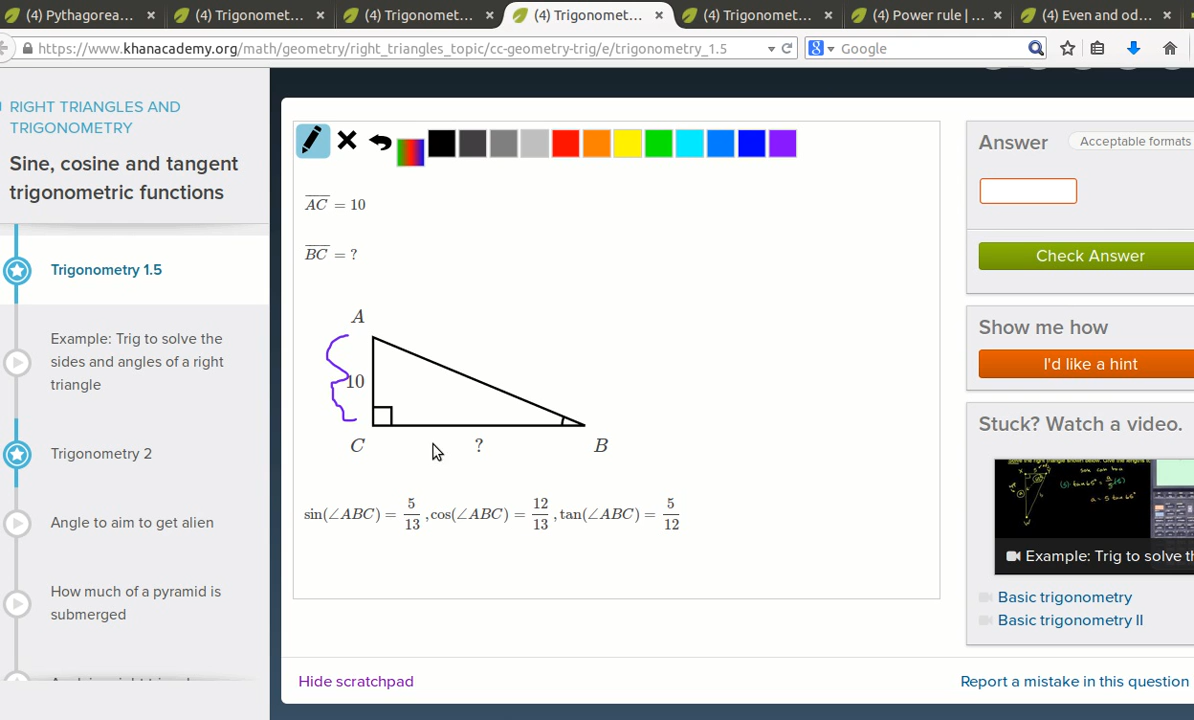 (4) Pythagorea... × (4) Trigonomet... × (4) Trigonomet... × (4) Trigonomet... × (4) Trigonomet... × (4) Power rule | ... × (4) Even and od... ×
https://www.khanacademy.org/math/geometry/right_triangles_topic/cc-geometry-trig/e/trigonometry_1.5
Google
RIGHT TRIANGLES AND
TRIGONOMETRY
Sine, cosine and tangent
trigonometric functions
Trigonometry 1.5
Example: Trig to solve the
sides and angles of a right
triangle
Trigonometry 2
Angle to aim to get alien
How much of a pyramid is
submerged
AC = 10
BC = ?
A
10
C
?
B
sin(∠ABC) = 5/13 ,cos(∠ABC) = 12/13 ,tan(∠ABC) = 5/12
Hide scratchpad
Answer
Acceptable formats
Check Answer
Show me how
I'd like a hint
Stuck? Watch a video.
Example: Trig to solve th
Basic trigonometry
Basic trigonometry II
Report a mistake in this question